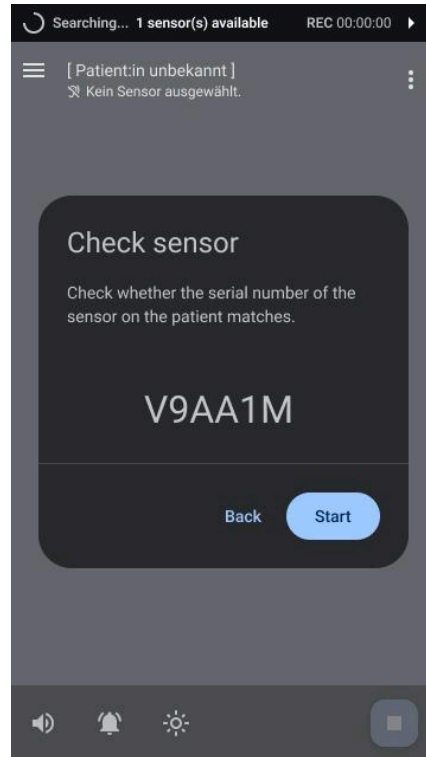 Searching... 1 sensor(s) available REC 00:00:00
[ Patient:in unbekannt ]
Kein Sensor ausgewählt.
Check sensor
Check whether the serial number of the
sensor on the patient matches.
V9AA1M
Back Start